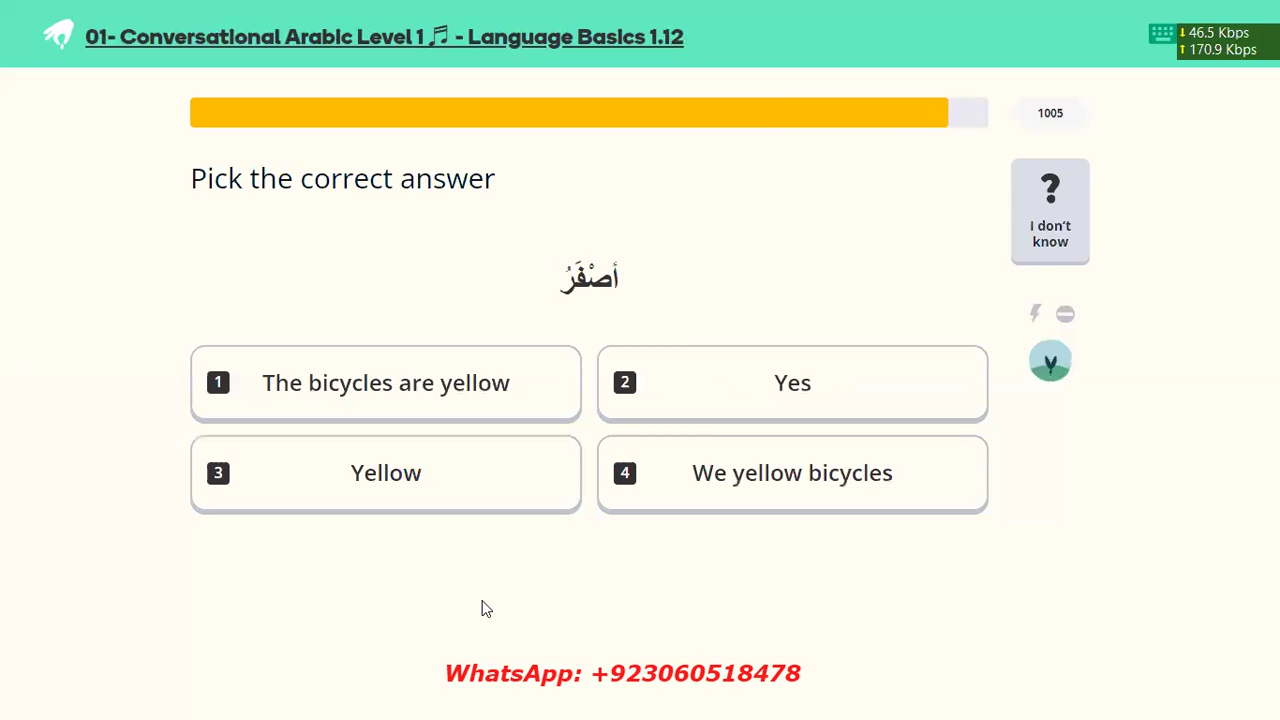 01- Conversational Arabic Level 1 🎵 - Language Basics 1.12
46.5 Kbps
170.9 Kbps
1005
Pick the correct answer
?
I don't know
أصْفَرُ
1 The bicycles are yellow
2 Yes
3 Yellow
4 We yellow bicycles
WhatsApp: +923060518478